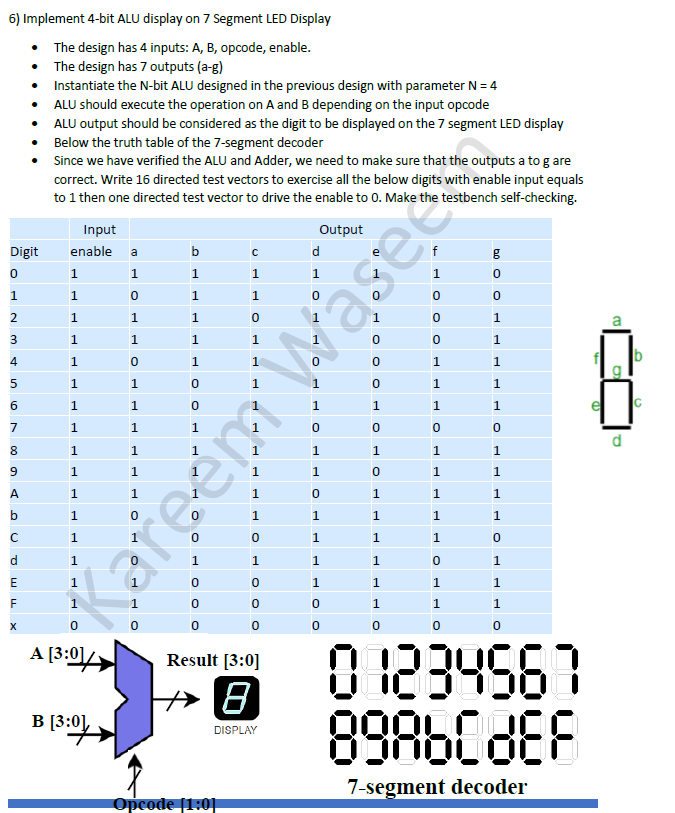 6) Implement 4-bit ALU display on 7 Segment LED Display
• The design has 4 inputs: A, B, opcode, enable.
• The design has 7 outputs (a-g)
• Instantiate the N-bit ALU designed in the previous design with parameter N = 4
• ALU should execute the operation on A and B depending on the input opcode
• ALU output should be considered as the digit to be displayed on the 7 segment LED display
• Below the truth table of the 7-segment decoder
• Since we have verified the ALU and Adder, we need to make sure that the outputs a to g are
correct. Write 16 directed test vectors to exercise all the below digits with enable input equals
to 1 then one directed test vector to drive the enable to 0. Make the testbench self-checking.
Input Output
Digit enable a b c d e f g
0 1 1 1 1 1 1 1 0
1 1 0 1 1 0 0 0 0
2 1 1 1 0 1 1 0 1
3 1 1 1 1 1 0 0 1
4 1 0 1 1 0 0 1 1
5 1 1 0 1 1 0 1 1
6 1 1 0 1 1 1 1 1
7 1 1 1 1 0 0 0 0
8 1 1 1 1 1 1 1 1
9 1 1 1 1 1 0 1 1
A 1 1 1 1 0 1 1 1
b 1 0 0 1 1 1 1 1
C 1 1 0 0 1 1 1 0
d 1 0 1 1 1 1 0 1
E 1 1 0 0 1 1 1 1
F 1 1 0 0 0 1 1 1
x 0 0 0 0 0 0 0 0
a
f b
g
e c
d
Kareem Waseem
A [3:0]
Result [3:0]
8
B [3:0]
DISPLAY
Opcode [1:0]
01234567
89AbCdEF
7-segment decoder